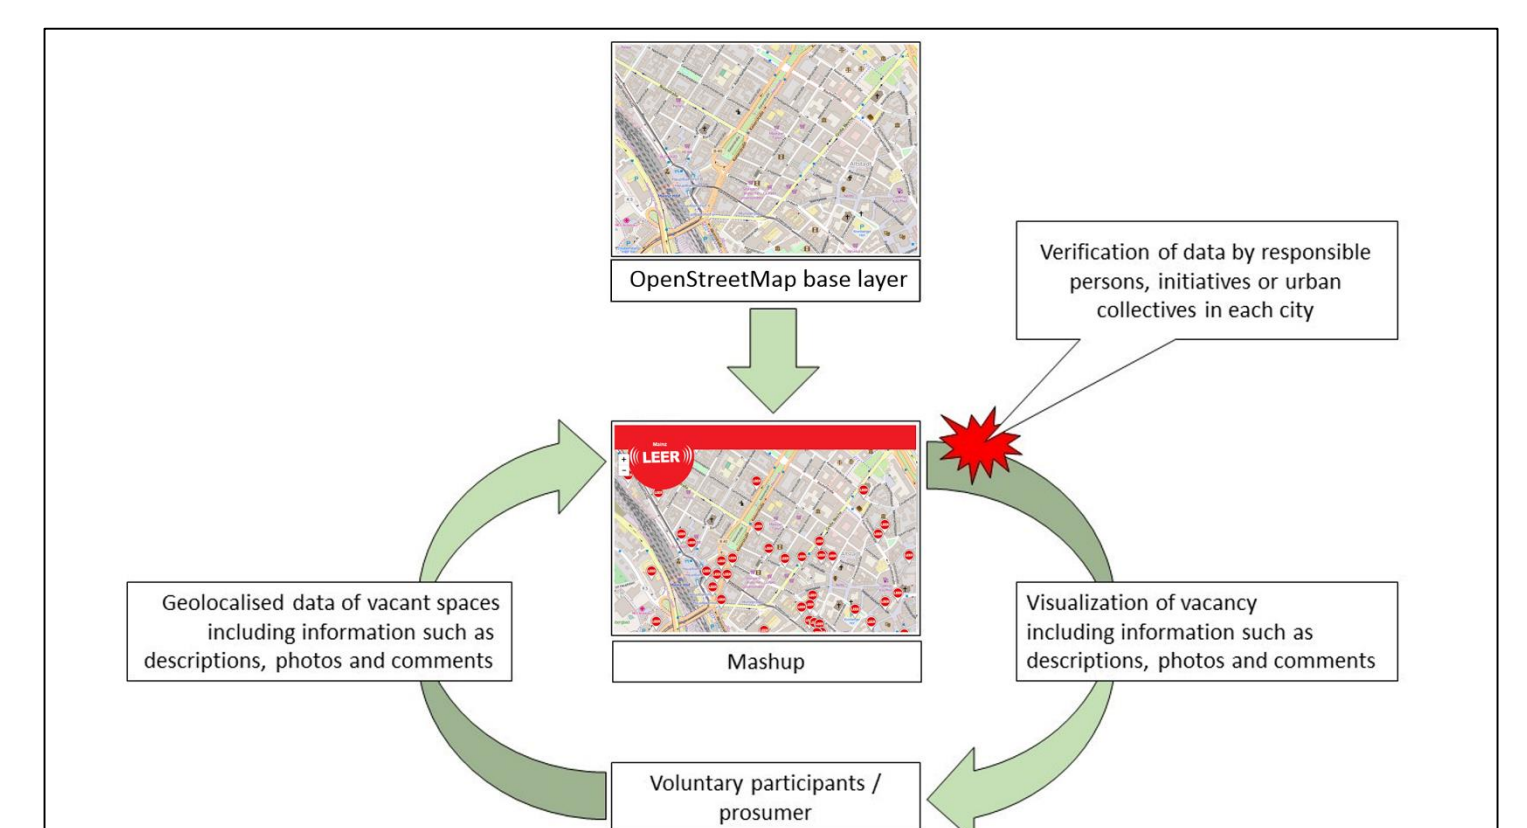 OpenStreetMap base layer
Verification of data by responsible
persons, initiatives or urban
collectives in each city
Mainz
LEER
Geolocalised data of vacant spaces
including information such as
descriptions, photos and comments
Mashup
Visualization of vacancy
including information such as
descriptions, photos and comments
Voluntary participants /
prosumer